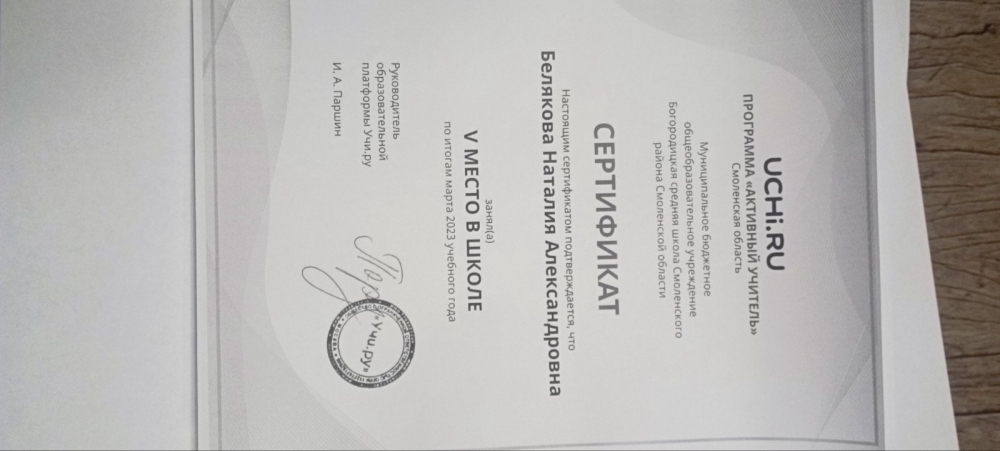 UCHi.RU
ПРОГРАММА «АКТИВНЫЙ УЧИТЕЛЬ»
Смоленская область
Муниципальное бюджетное
общеобразовательное учреждение
Богородицкая средняя школа Смоленского
района Смоленской области
СЕРТИФИКАТ
Настоящим сертификатом подтверждается, что
Белякова Наталия Александровна
занял(а)
V МЕСТО В ШКОЛЕ
по итогам марта 2023 учебного года
Руководитель
образовательной
платформы Учи.ру
И. А. Паршин
«Учи.ру»